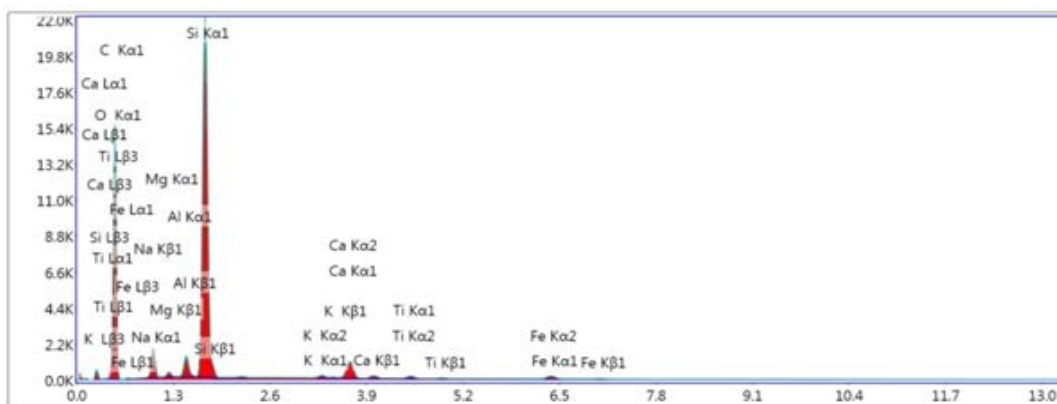 22.0K
Si Kα1
C Kα1
19.8K
Ca Lα1
17.6K
O Kα1
15.4K
Ca Lβ1
Ti Lβ3
13.2K
Mg Kα1
Ca Lβ3
11.0K
Fe Lα1
Al Kα1
8.8K
Si Lβ3
Na Kβ1
Ca Kα2
Ti Lα1
6.6K
Ca Kα1
Fe Lβ3
Al Kβ1
4.4K
Ti Lβ1
Mg Kβ1
K Kβ1
Ti Kα1
2.2K
K Lβ3
Na Kα1
Si Kβ1
K Kα2
Ti Kα2
Fe Kα2
Fe Lβ1
K Kα1
Ca Kβ1
Ti Kβ1
Fe Kα1
Fe Kβ1
0.0K
0.0 1.3 2.6 3.9 5.2 6.5 7.8 9.1 10.4 11.7 13.0